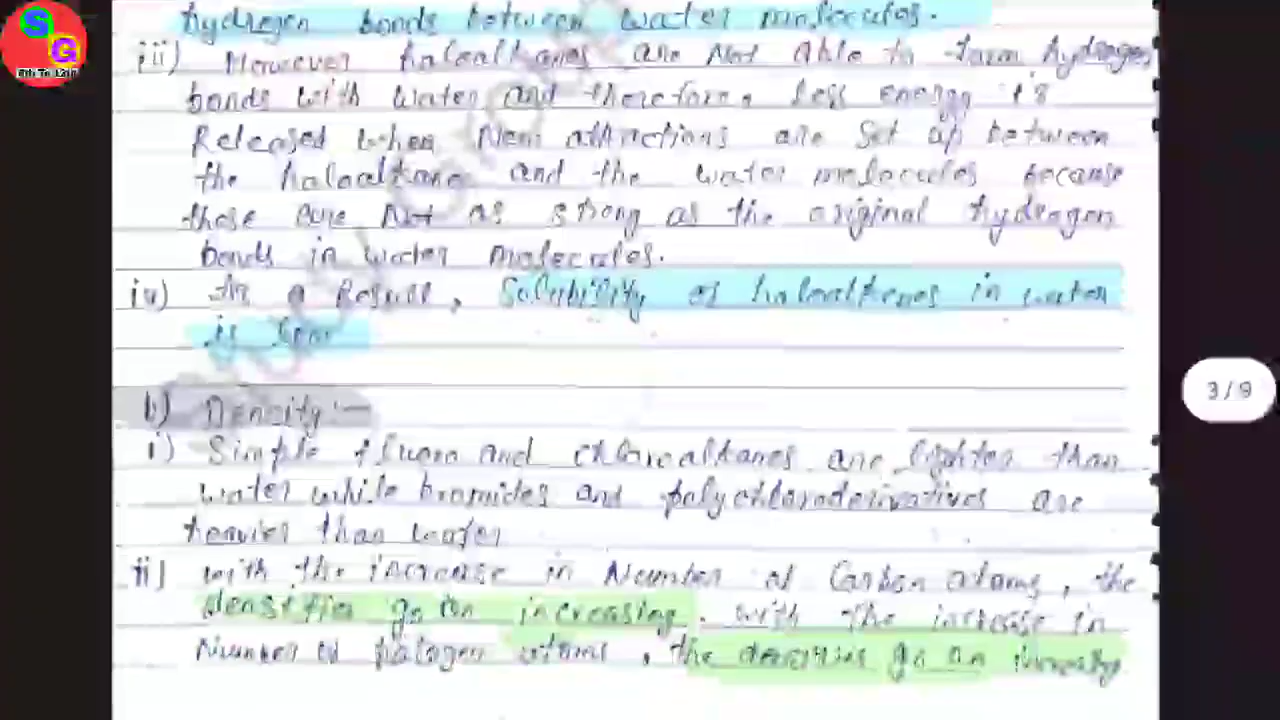 SG
hydrogen bonds between water molecules.
iii) However haloalkanes are Not able to form hydrogen
bonds with water and therefore, less energy is
Released when New attractions are set up between
the haloalkane and the water molecules because
these are Not as strong as the original hydrogen
bonds in water molecules.
iv) As a Result, Solubility of haloalkanes in water
is low
b) Density:-
i) Simple fluoro and chloroalkanes are lighter than
water while bromides and polychloroderivatives are
heavier than water
ii) with the increase in Number of Carbon atoms, the
densities go on increasing. with the increase in
Number of halogen atoms, the densities go on increasing
3/9